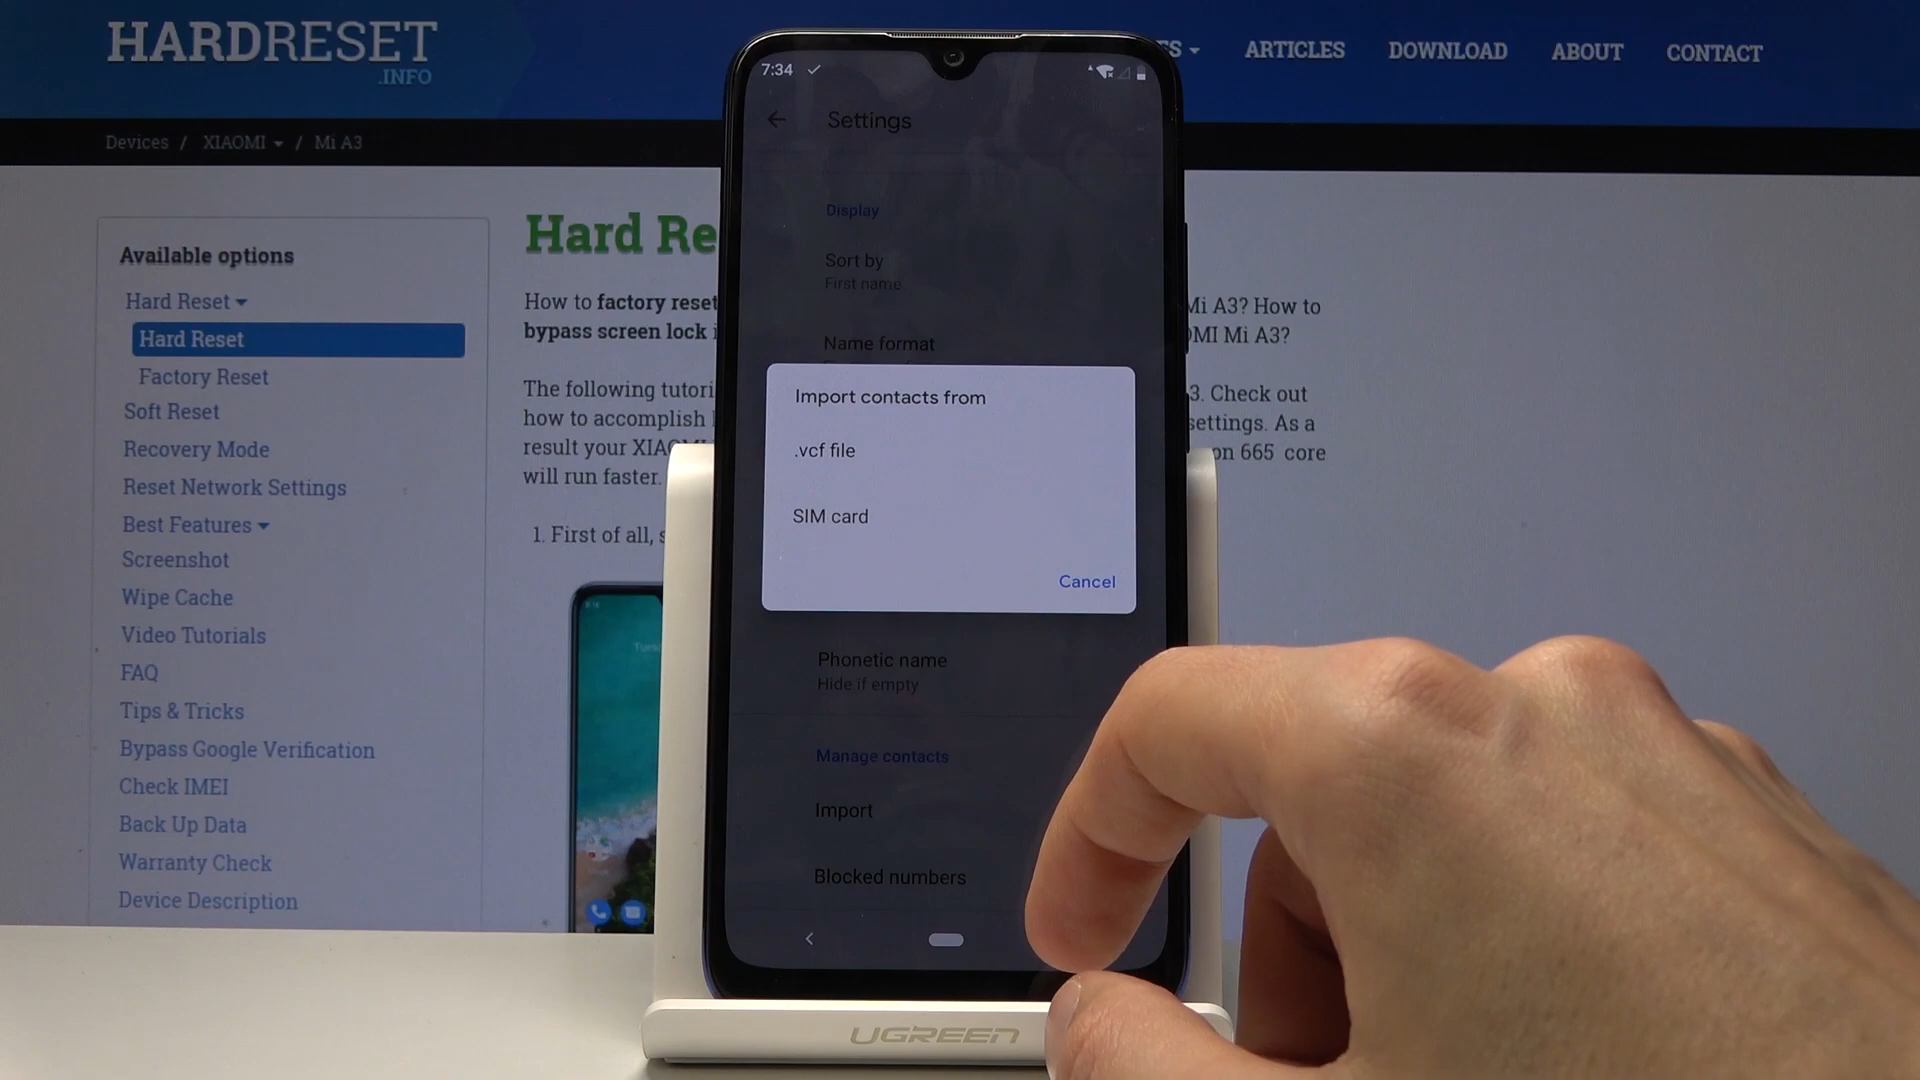 HARDRESET
.INFO
ARTICLES
DOWNLOAD
ABOUT
CONTACT
Devices / XIAOMI / Mi A3
Available options
Hard Reset
Hard Reset
Factory Reset
Soft Reset
Recovery Mode
Reset Network Settings
Best Features
Screenshot
Wipe Cache
Video Tutorials
FAQ
Tips & Tricks
Bypass Google Verification
Check IMEI
Back Up Data
Warranty Check
Device Description
Hard Re
How to factory reset
Mi A3? How to
bypass screen lock
MI Mi A3?
The following tutori
3. Check out
how to accomplish
settings. As a
result your XIAO
on 665 core
will run faster.
1. First of all, s
7:34
Settings
Display
Sort by
First name
Name format
Import contacts from
.vcf file
SIM card
Cancel
Phonetic name
Hide if empty
Manage contacts
Import
Blocked numbers
UGREEN